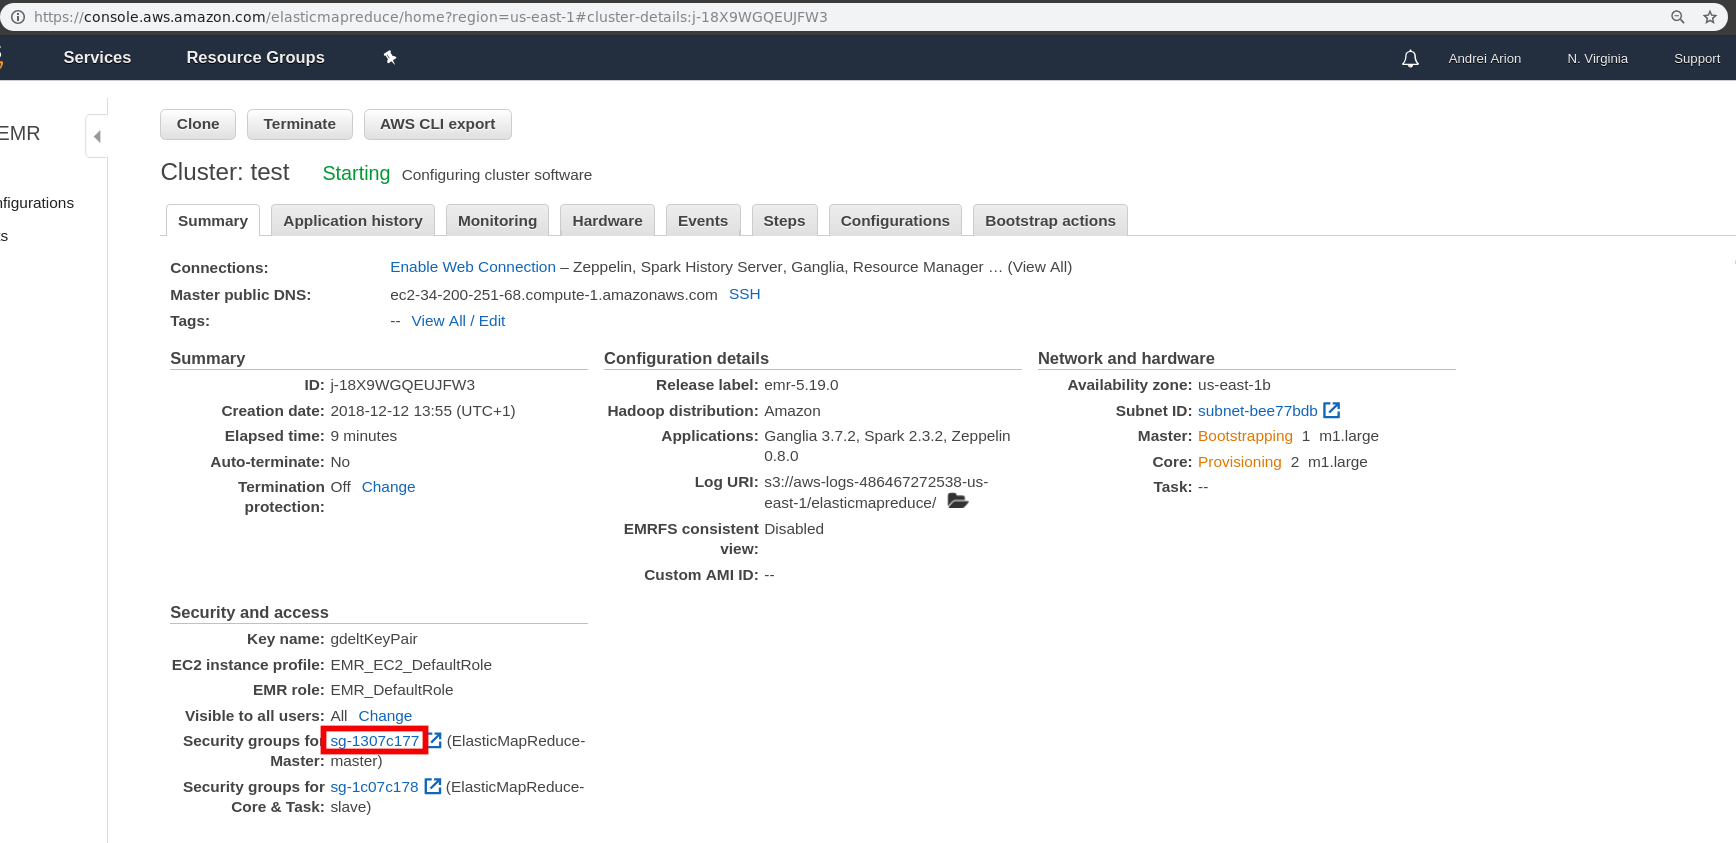 https://console.aws.amazon.com/elasticmapreduce/home?region=us-east-1#cluster-details:j-18X9WGQEUJFW3
Services Resource Groups Andrei Arion N. Virginia Support
EMR
Clone Terminate AWS CLI export
Cluster: test Starting Configuring cluster software
nfigurations
ts
Summary Application history Monitoring Hardware Events Steps Configurations Bootstrap actions
Connections: Enable Web Connection – Zeppelin, Spark History Server, Ganglia, Resource Manager … (View All)
Master public DNS: ec2-34-200-251-68.compute-1.amazonaws.com SSH
Tags: -- View All / Edit
Summary
ID: j-18X9WGQEUJFW3
Creation date: 2018-12-12 13:55 (UTC+1)
Elapsed time: 9 minutes
Auto-terminate: No
Termination Off Change
protection:
Configuration details
Release label: emr-5.19.0
Hadoop distribution: Amazon
Applications: Ganglia 3.7.2, Spark 2.3.2, Zeppelin
0.8.0
Log URI: s3://aws-logs-486467272538-us-
east-1/elasticmapreduce/
EMRFS consistent Disabled
view:
Custom AMI ID: --
Network and hardware
Availability zone: us-east-1b
Subnet ID: subnet-bee77bdb
Master: Bootstrapping 1 m1.large
Core: Provisioning 2 m1.large
Task: --
Security and access
Key name: gdeltKeyPair
EC2 instance profile: EMR_EC2_DefaultRole
EMR role: EMR_DefaultRole
Visible to all users: All Change
Security groups for sg-1307c177 (ElasticMapReduce-
Master: master)
Security groups for sg-1c07c178 (ElasticMapReduce-
Core & Task: slave)